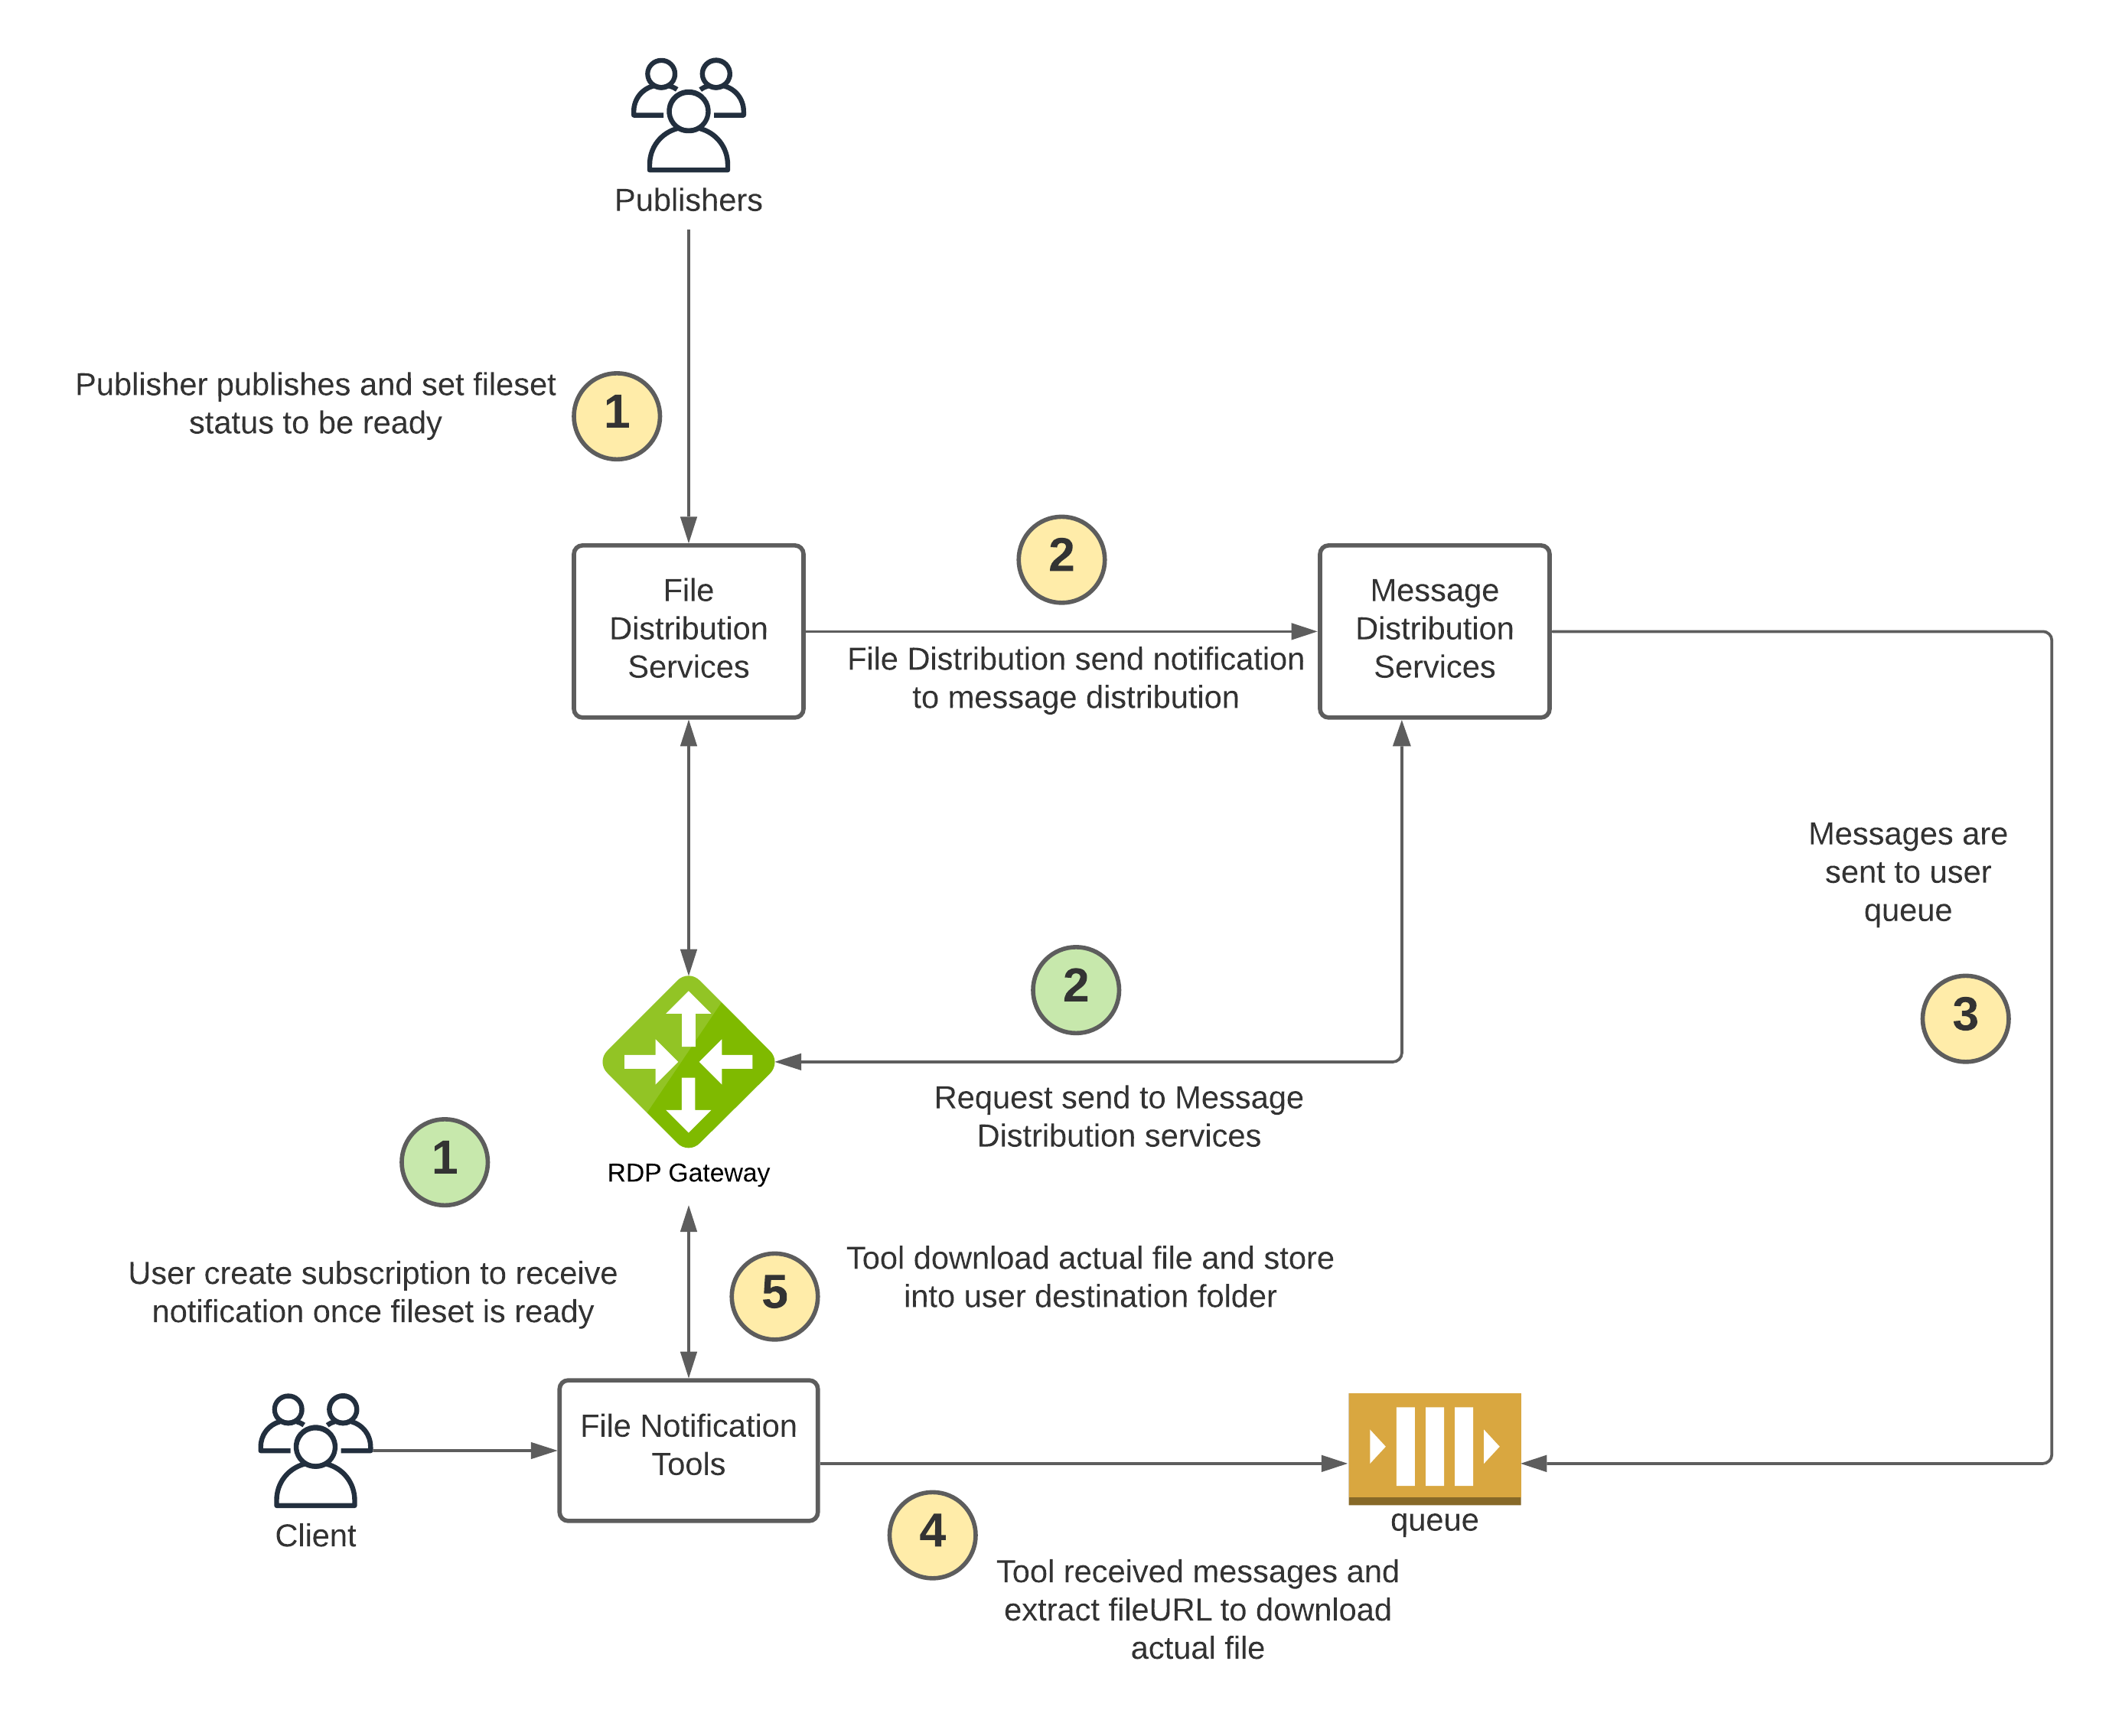 Publishers
Publisher publishes and set fileset
status to be ready
1
2
File
Distribution
Services
Message
Distribution
Services
File Distribution send notification
to message distribution
Messages are
sent to user
queue
2
3
Request send to Message
Distribution services
1
RDP Gateway
User create subscription to receive
notification once fileset is ready
5
Tool download actual file and store
into user destination folder
File Notification
Tools
Client
queue
4
Tool received messages and
extract fileURL to download
actual file